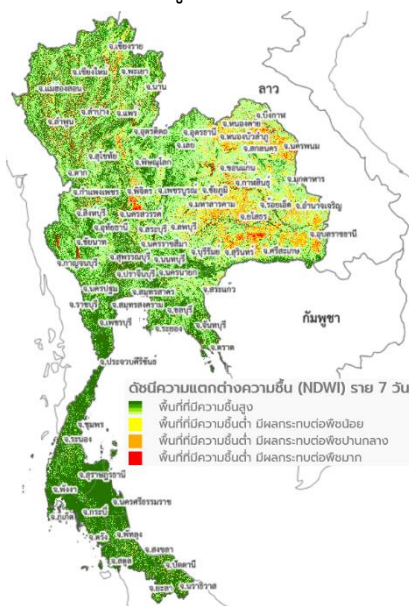 จ.เชียงราย
จ.เชียงใหม่
จ.พะเยา
จ.แม่ฮ่องสอน
จ.น่าน
จ.ลำปาง
จ.แพร่
จ.ลำพูน
ลาว
จ.บึงกาฬ
จ.อุตรดิตถ์
จ.อุดรธานี
จ.หนองคาย
จ.หนองบัวลำภู
จ.เลย
จ.สกลนคร
จ.นครพนม
จ.สุโขทัย
จ.พิษณุโลก
จ.ตาก
จ.ขอนแก่น
จ.มุกดาหาร
จ.กำแพงเพชร
จ.พิจิตร
จ.เพชรบูรณ์
จ.ชัยภูมิ
จ.กาฬสินธุ์
จ.สิงห์บุรี
จ.นครสวรรค์
จ.มหาสารคาม
จ.ร้อยเอ็ด
จ.อำนาจเจริญ
จ.ยโสธร
จ.อุทัยธานี
จ.สระบุรี
จ.ลพบุรี
จ.ชัยนาท
จ.นครราชสีมา
จ.บุรีรัมย์
จ.สุรินทร์
จ.ศรีสะเกษ
จ.อุบลราชธานี
จ.กาญจนบุรี
จ.สุพรรณบุรี
จ.นนทบุรี
จ.ปราจีนบุรี
จ.นครนายก
จ.นครปฐม
จ.สมุทรสาคร
จ.สระแก้ว
จ.ราชบุรี
จ.สมุทรสงคราม
จ.ชลบุรี
กัมพูชา
จ.เพชรบุรี
จ.ระยอง
จ.จันทบุรี
จ.ตราด
จ.ประจวบคีรีขันธ์
ดัชนีความแตกต่างความชื้น (NDWI) ราย 7 วัน
พื้นที่ที่มีความชื้นสูง
พื้นที่ที่มีความชื้นต่ำ มีผลกระทบต่อพืชน้อย
พื้นที่ที่มีความชื้นต่ำ มีผลกระทบต่อพืชปานกลาง
พื้นที่ที่มีความชื้นต่ำ มีผลกระทบต่อพืชมาก
จ.ชุมพร
จ.ระนอง
จ.สุราษฎร์ธานี
จ.พังงา
จ.นครศรีธรรมราช
จ.กระบี่
จ.ภูเก็ต
จ.ตรัง
จ.พัทลุง
จ.สงขลา
จ.สตูล
จ.ปัตตานี
จ.ยะลา
จ.นราธิวาส